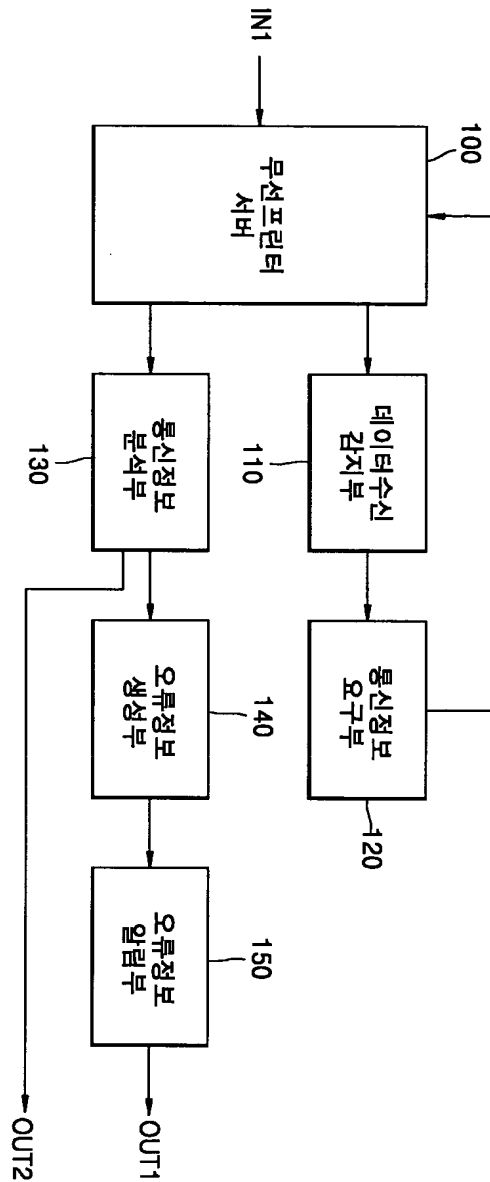 IN1
100
무선프린터
서버
110
데이터수신
감지부
120
통신정보
요구부
130
통신정보
분석부
140
오류정보
생성부
150
오류정보
알림부
OUT1
OUT2